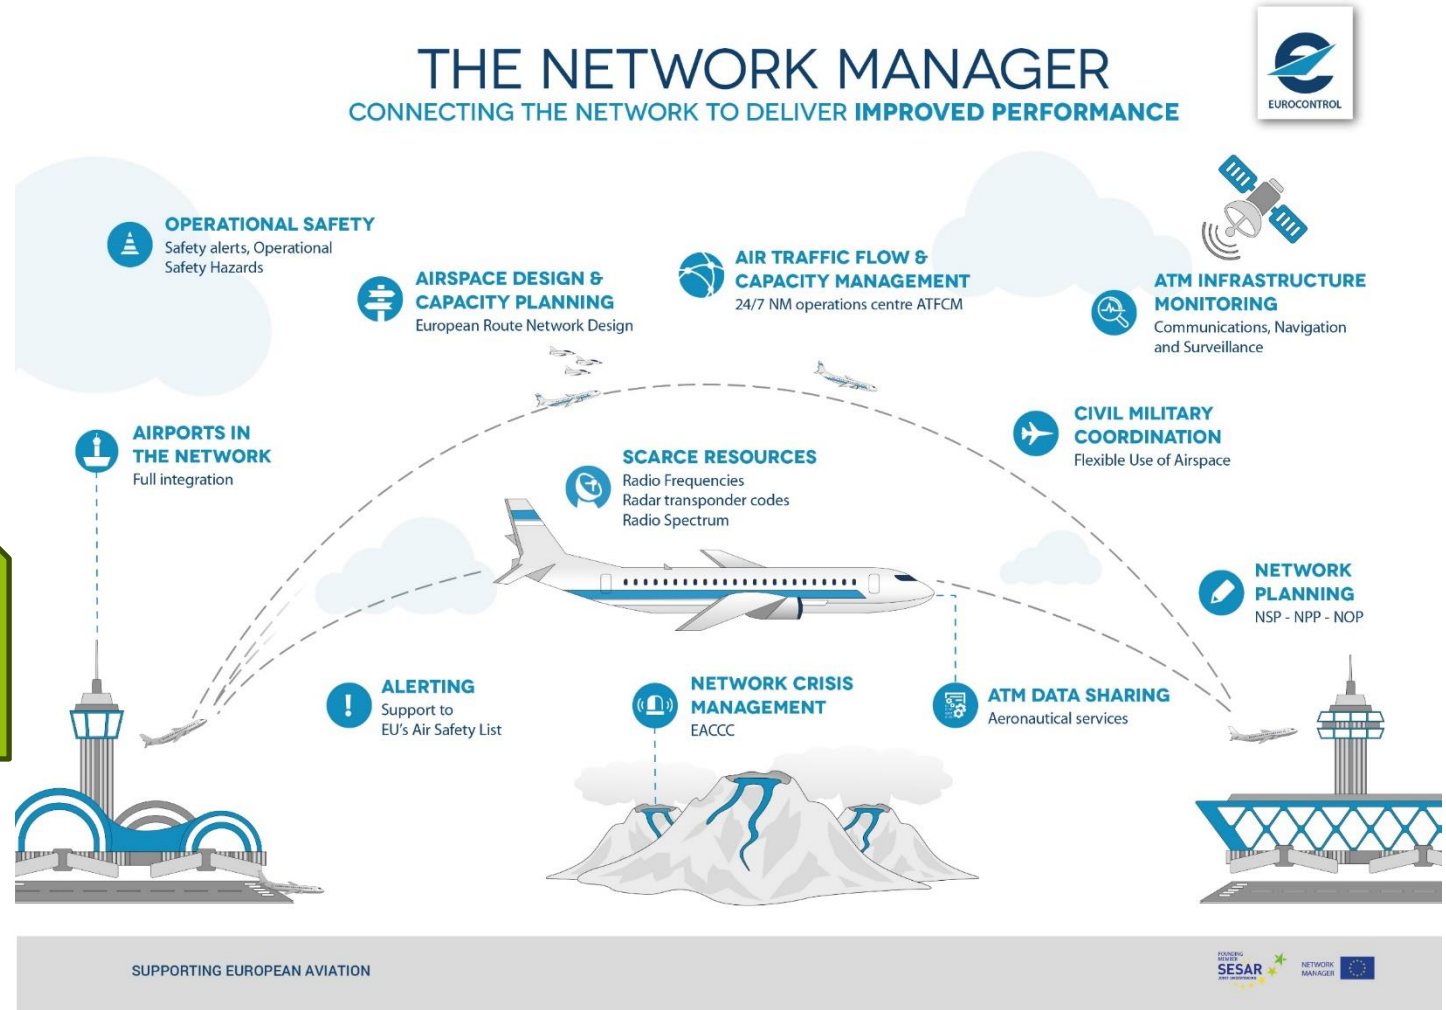 THE NETWORK MANAGER
CONNECTING THE NETWORK TO DELIVER IMPROVED PERFORMANCE
EUROCONTROL
OPERATIONAL SAFETY
Safety alerts, Operational
Safety Hazards
AIRSPACE DESIGN &
CAPACITY PLANNING
European Route Network Design
AIR TRAFFIC FLOW &
CAPACITY MANAGEMENT
24/7 NM operations centre ATFCM
ATM INFRASTRUCTURE
MONITORING
Communications, Navigation
and Surveillance
AIRPORTS IN
THE NETWORK
Full integration
SCARCE RESOURCES
Radio Frequencies
Radar transponder codes
Radio Spectrum
CIVIL MILITARY
COORDINATION
Flexible Use of Airspace
NETWORK
PLANNING
NSP - NPP - NOP
ALERTING
Support to
EU's Air Safety List
NETWORK CRISIS
MANAGEMENT
EACCC
ATM DATA SHARING
Aeronautical services
SUPPORTING EUROPEAN AVIATION
FOUNDING
MEMBER
SESAR
JOINT UNDERTAKING
NETWORK
MANAGER